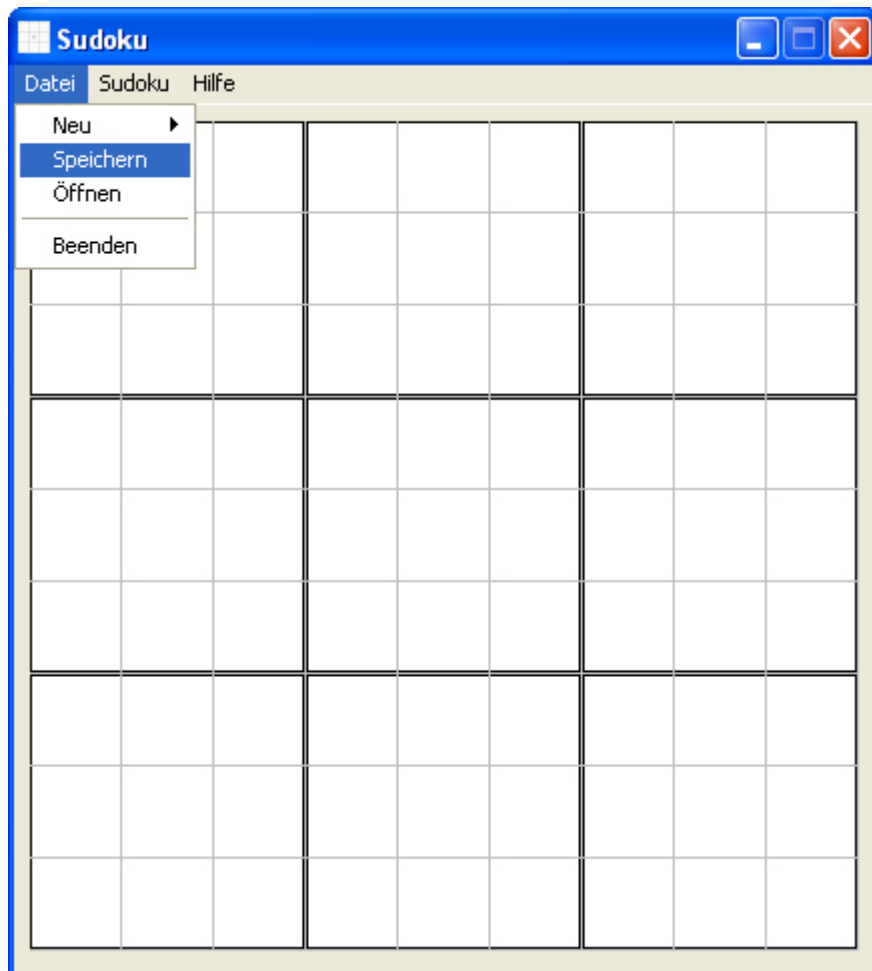 Sudoku
Datei Sudoku Hilfe
Neu
Speichern
Öffnen
Beenden